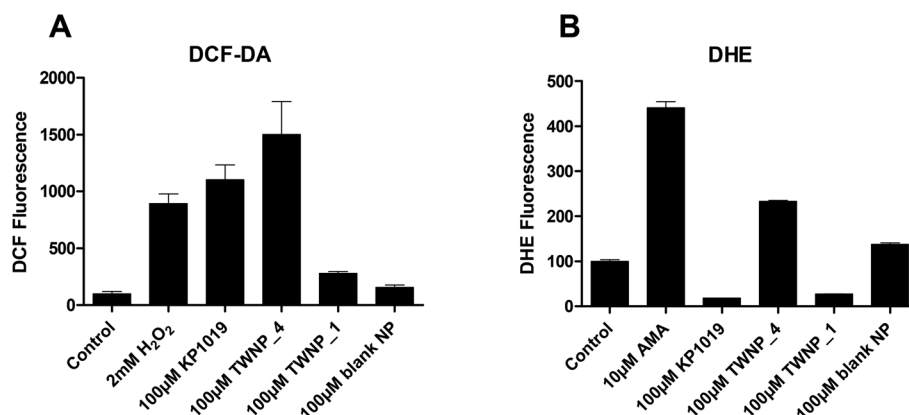 A
DCF-DA
DCF Fluorescence
2000
1500
1000
500
0
Control
2mM H₂O₂
100µM KP1019
100µM TWNP_4
100µM TWNP_1
100µM blank NP
B
DHE
DHE Fluorescence
500
400
300
200
100
0
Control
10µM AMA
100µM KP1019
100µM TWNP_4
100µM TWNP_1
100µM blank NP